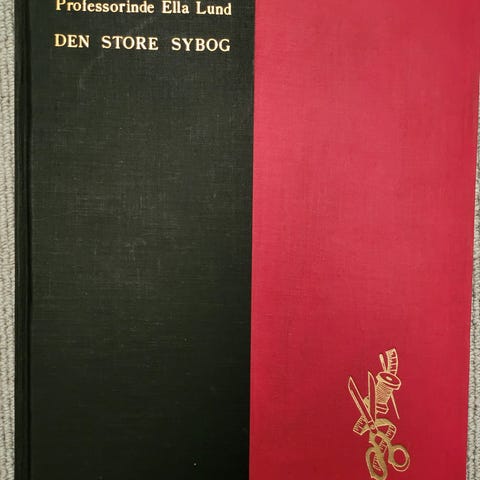 Professorinde Ella Lund
DEN STORE SYBOG